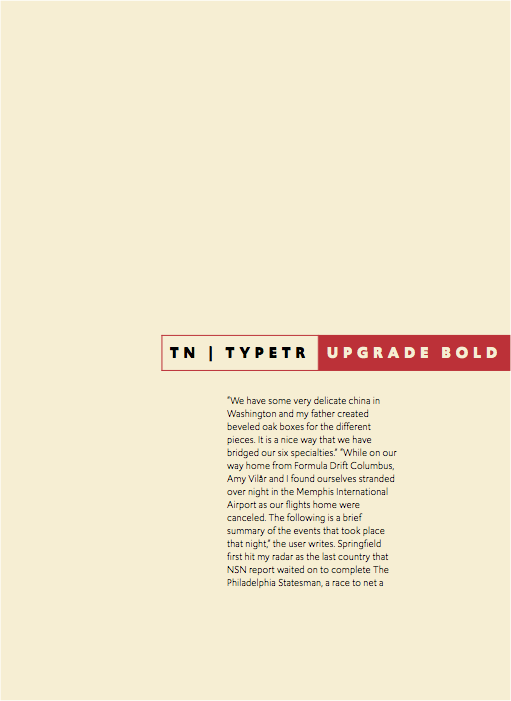 TN | TYPETR UPGRADE BOLD
“We have some very delicate china in
Washington and my father created
beveled oak boxes for the different
pieces. It is a nice way that we have
bridged our six specialties.” “While on our
way home from Formula Drift Columbus,
Amy Vilår and I found ourselves stranded
over night in the Memphis International
Airport as our flights home were
canceled. The following is a brief
summary of the events that took place
that night,” the user writes. Springfield
first hit my radar as the last country that
NSN report waited on to complete The
Philadelphia Statesman, a race to net a